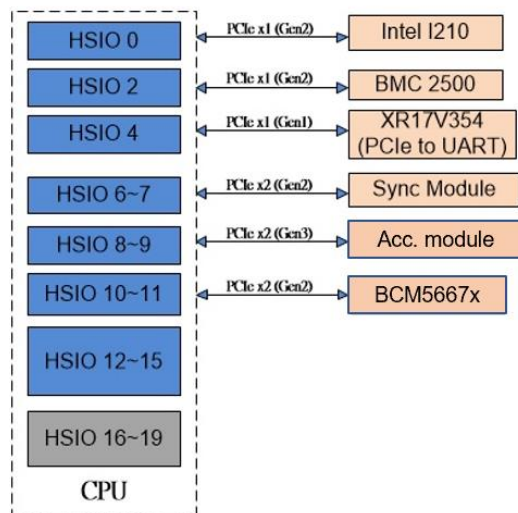 HSIO 0
PCIe x1 (Gen2)
Intel I210
HSIO 2
PCIe x1 (Gen2)
BMC 2500
HSIO 4
PCIe x1 (Gen1)
XR17V354
(PCIe to UART)
HSIO 6~7
PCIe x2 (Gen2)
Sync Module
HSIO 8~9
PCIe x2 (Gen3)
Acc. module
HSIO 10~11
PCIe x2 (Gen2)
BCM5667x
HSIO 12~15
HSIO 16~19
CPU